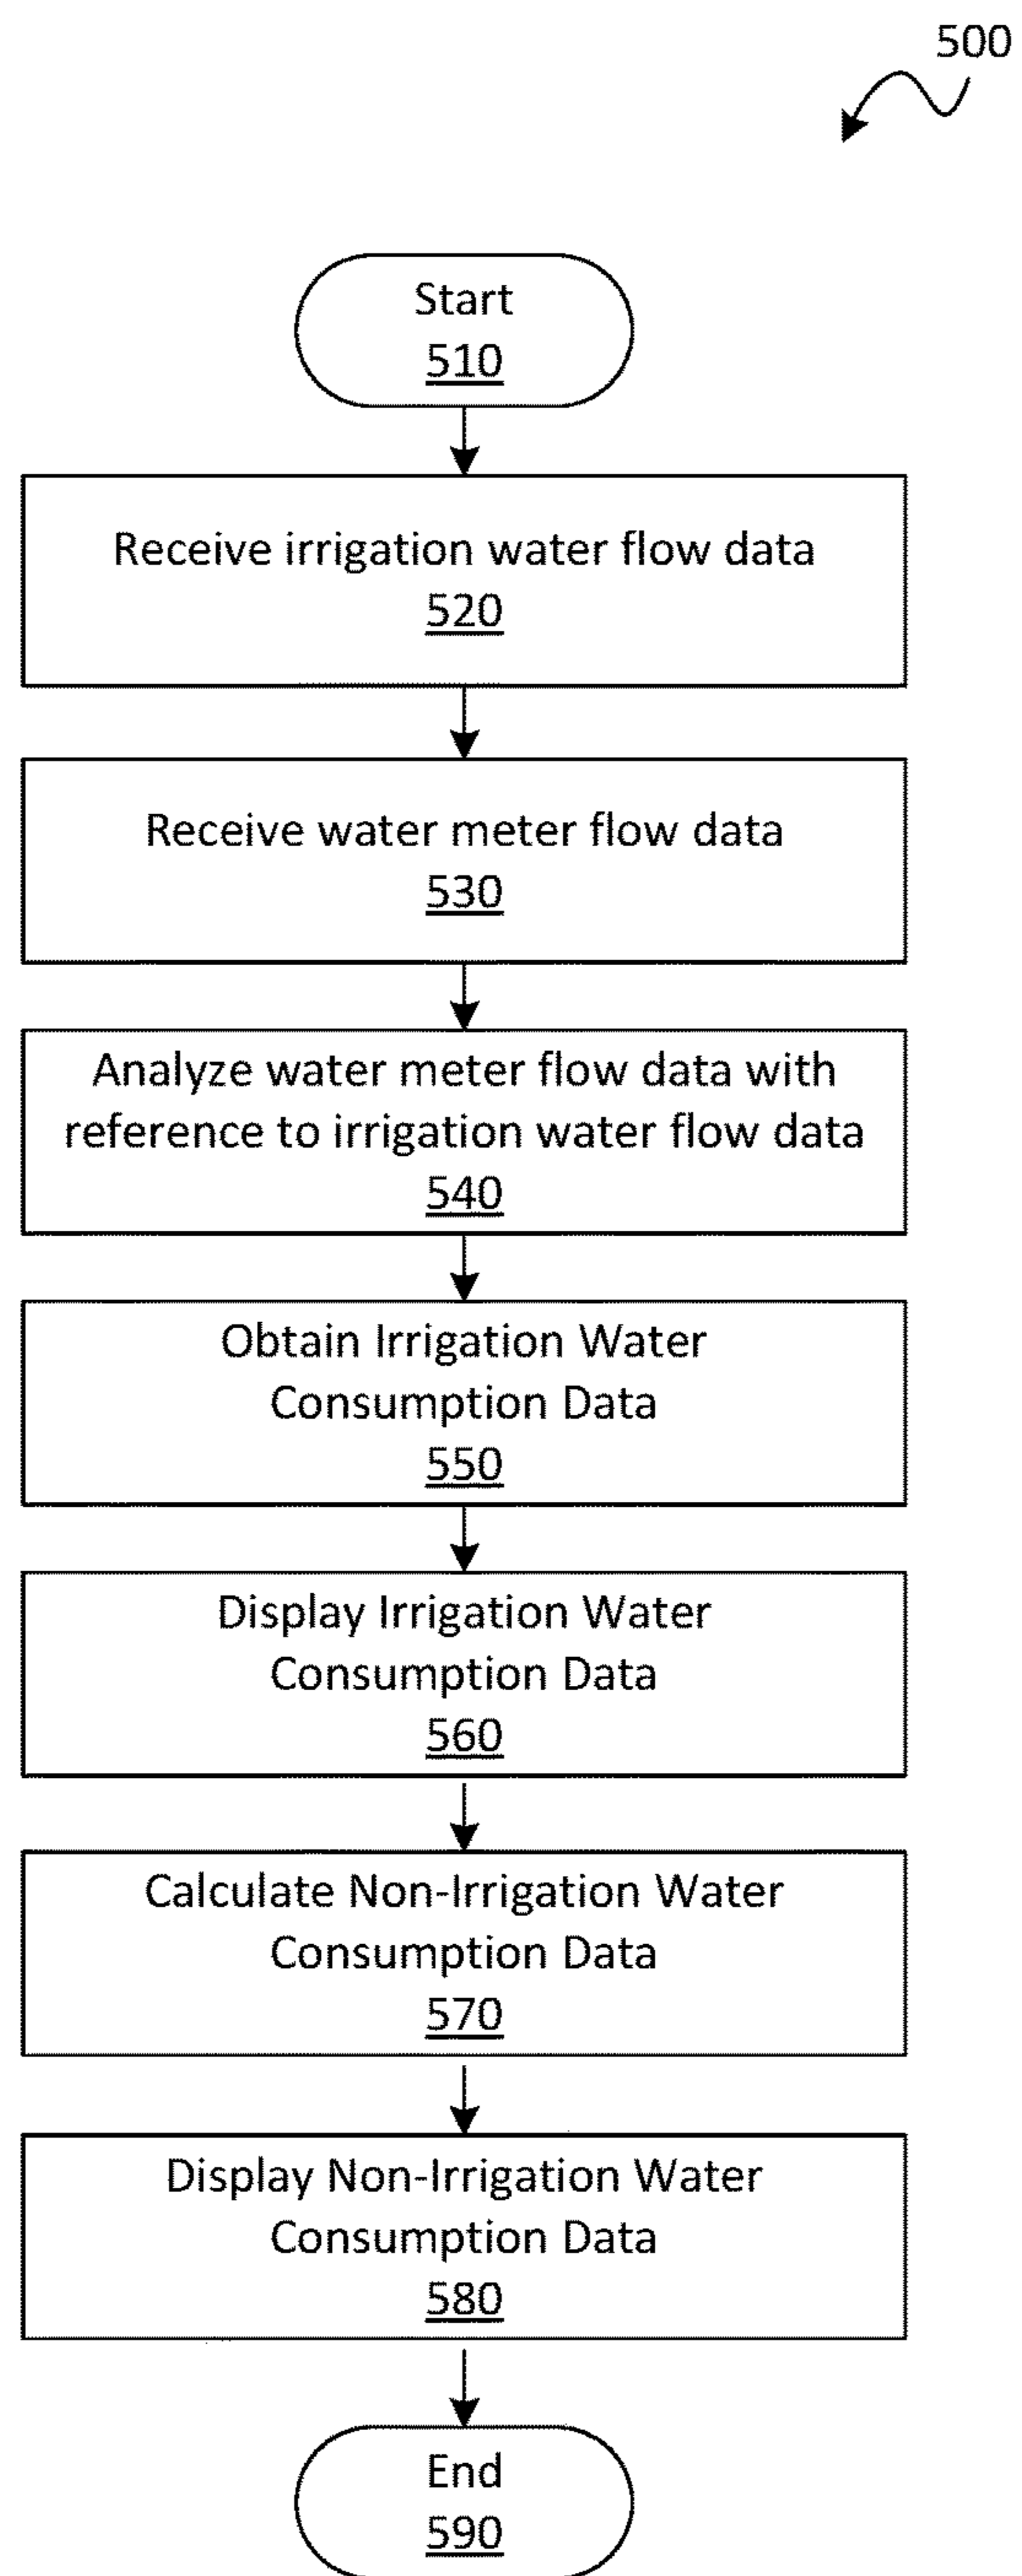 500
Start
510
Receive irrigation water flow data
520
Receive water meter flow data
530
Analyze water meter flow data with
reference to irrigation water flow data
540
Obtain Irrigation Water
Consumption Data
550
Display Irrigation Water
Consumption Data
560
Calculate Non-Irrigation Water
Consumption Data
570
Display Non-Irrigation Water
Consumption Data
580
End
590